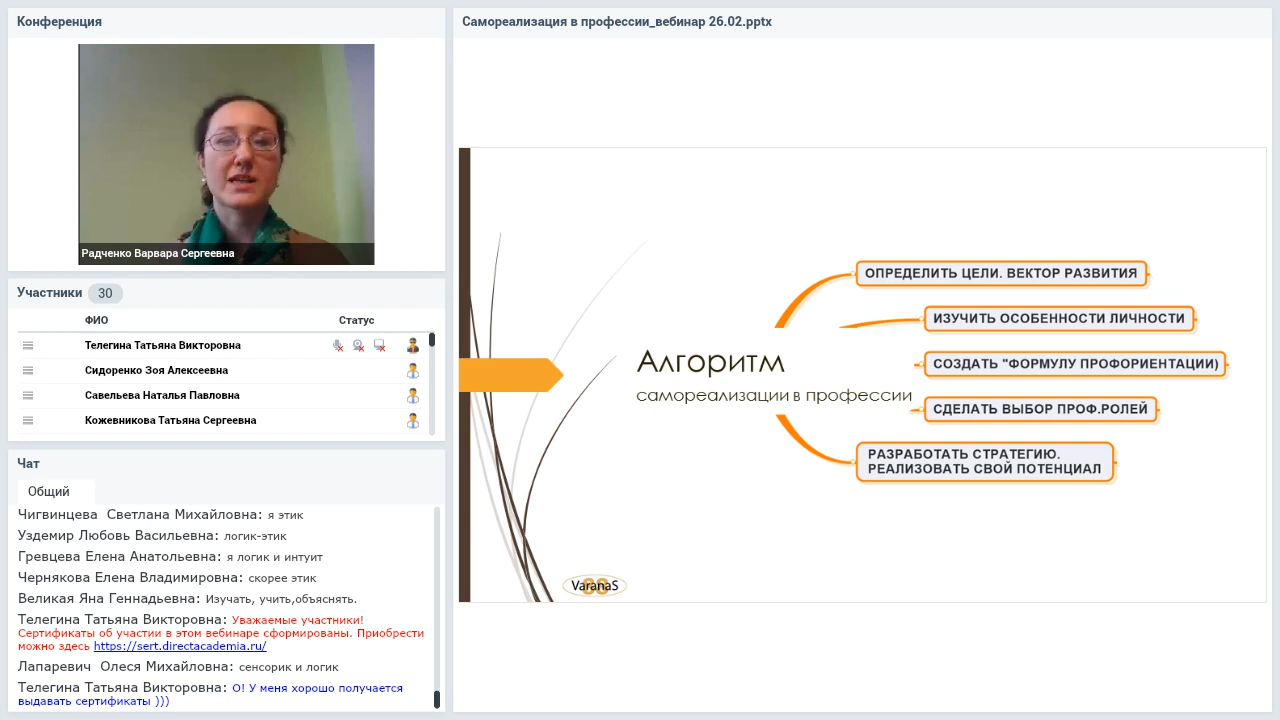 Конференция
Радченко Варвара Сергеевна
Участники 30
ФИО Статус
Телегина Татьяна Викторовна
Сидоренко Зоя Алексеевна
Савельева Наталья Павловна
Кожевникова Татьяна Сергеевна
Чат
Общий
Чигвинцева Светлана Михайловна: я этик
Уздемир Любовь Васильевна: логик-этик
Гревцева Елена Анатольевна: я логик и интуит
Чернякова Елена Владимировна: скорее этик
Великая Яна Геннадьевна: Изучать, учить,объяснять.
Телегина Татьяна Викторовна: Уважаемые участники!
Сертификаты об участии в этом вебинаре сформированы. Приобрести
можно здесь https://sert.directacademia.ru/
Лапаревич Олеся Михайловна: сенсорик и логик
Телегина Татьяна Викторовна: О! У меня хорошо получается
выдавать сертификаты )))
Самореализация в профессии_вебинар 26.02.pptx
Алгоритм
самореализации в профессии
ОПРЕДЕЛИТЬ ЦЕЛИ. ВЕКТОР РАЗВИТИЯ
ИЗУЧИТЬ ОСОБЕННОСТИ ЛИЧНОСТИ
СОЗДАТЬ "ФОРМУЛУ ПРОФОРИЕНТАЦИИ)
СДЕЛАТЬ ВЫБОР ПРОФ.РОЛЕЙ
РАЗРАБОТАТЬ СТРАТЕГИЮ.
РЕАЛИЗОВАТЬ СВОЙ ПОТЕНЦИАЛ
VaranaS